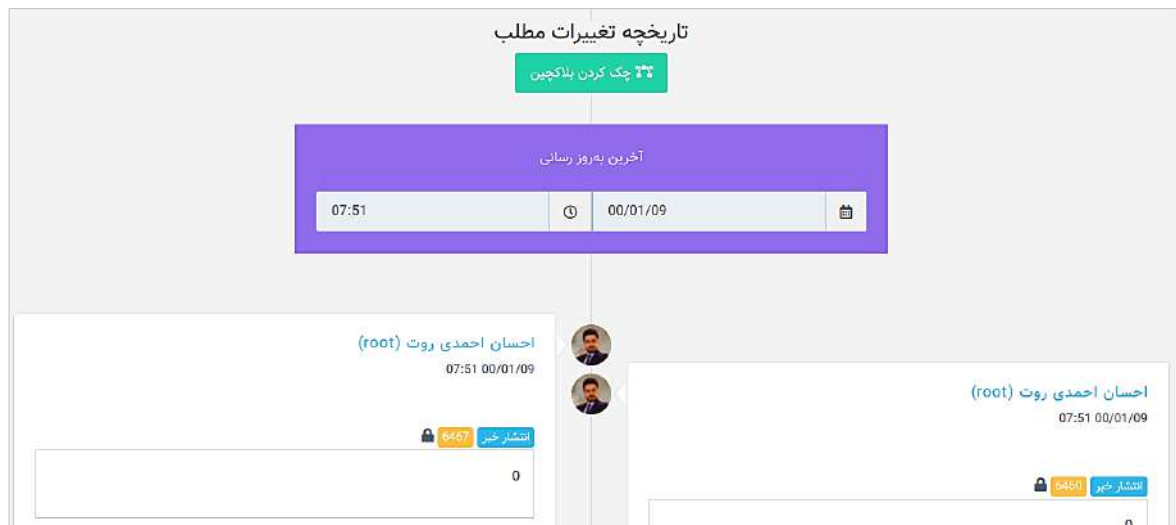 تاریخچه تغییرات مطلب
چک کردن بلاکچین
آخرین به‌روز رسانی
00/01/09
07:51
احسان احمدی روت (root)
07:51 00/01/09
انتشار خبر 6467
0
احسان احمدی روت (root)
07:51 00/01/09
انتشار خبر 6460
0